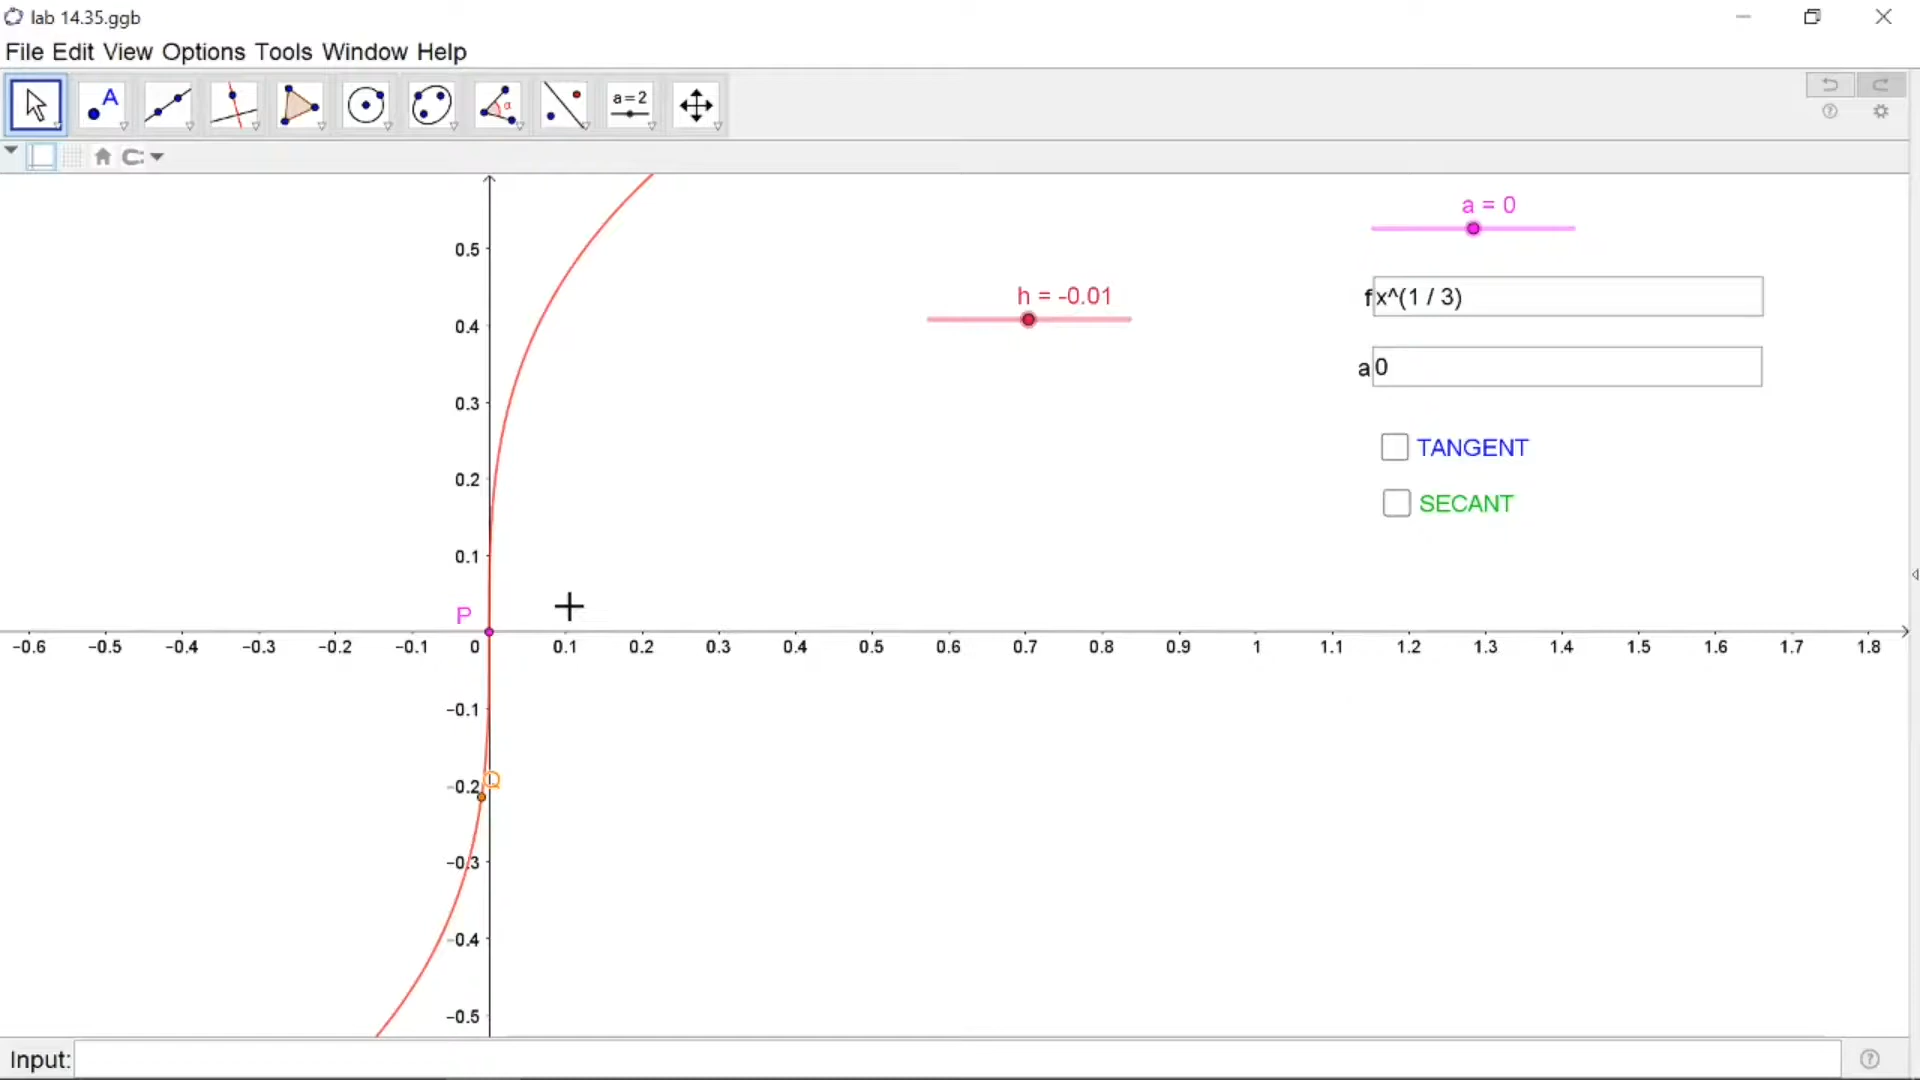 lab 14.35.ggb
File Edit View Options Tools Window Help
A
α
a=2
a = 0
h = -0.01
f x^(1 / 3)
a 0
TANGENT
SECANT
0.5
0.4
0.3
0.2
0.1
P
-0.6 -0.5 -0.4 -0.3 -0.2 -0.1 0 0.1 0.2 0.3 0.4 0.5 0.6 0.7 0.8 0.9 1 1.1 1.2 1.3 1.4 1.5 1.6 1.7 1.8
-0.1
Q
-0.2
-0.3
-0.4
-0.5
Input: